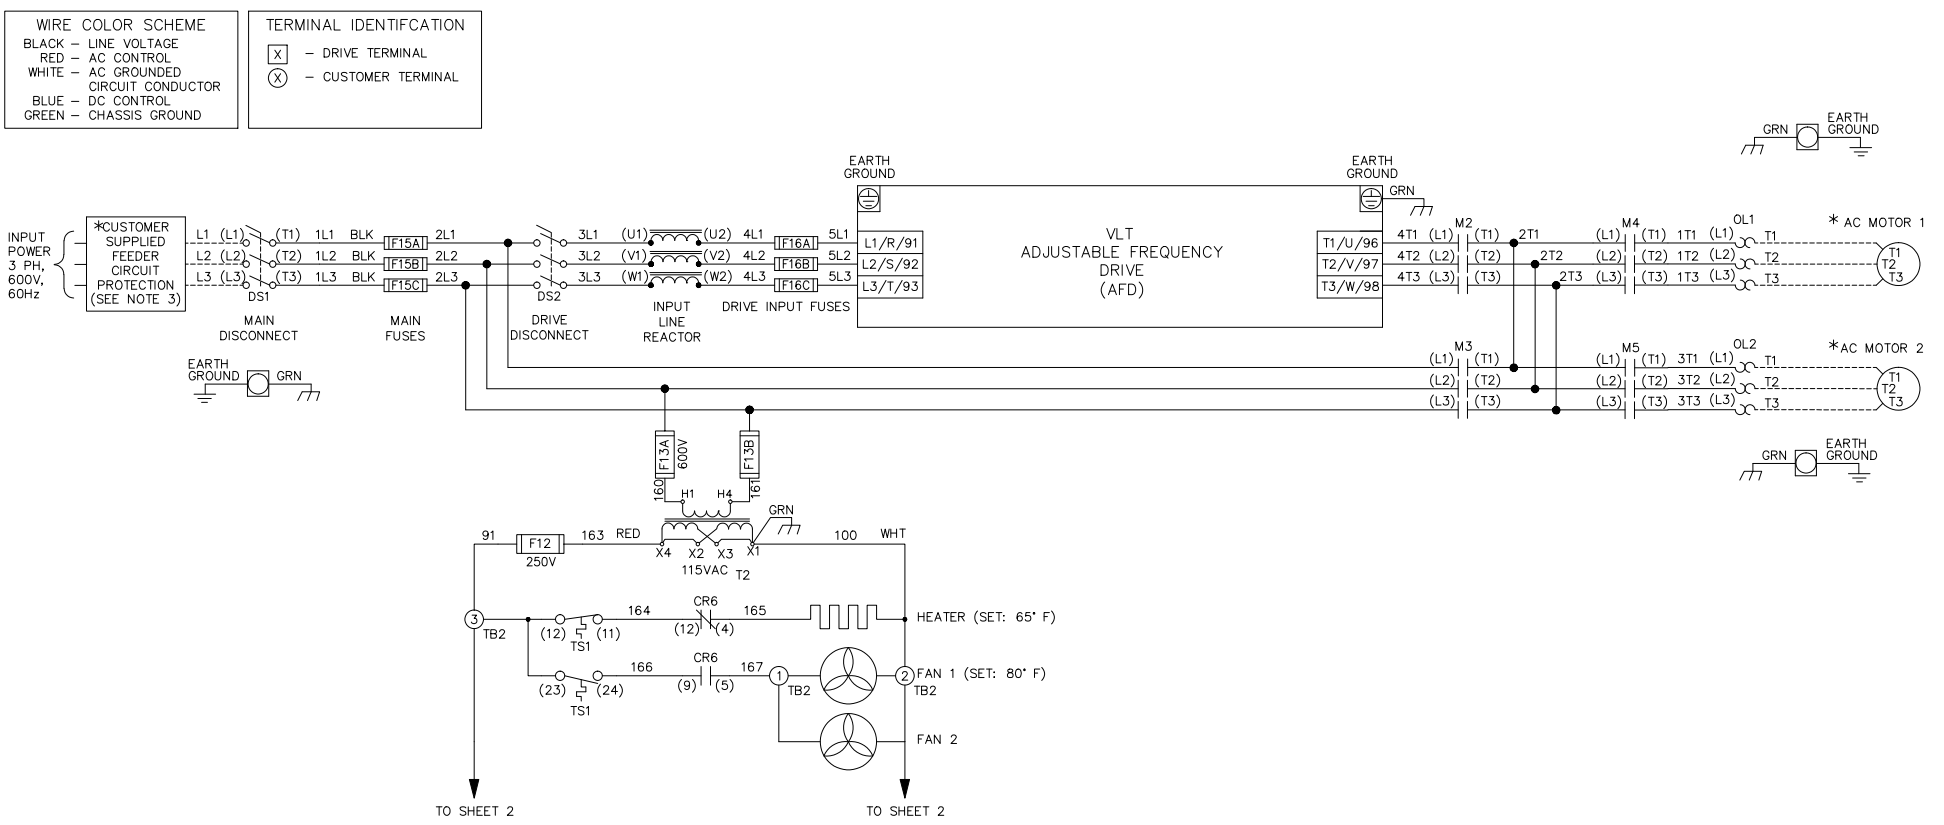 WIRE COLOR SCHEME
BLACK – LINE VOLTAGE
RED – AC CONTROL
WHITE – AC GROUNDED
CIRCUIT CONDUCTOR
BLUE – DC CONTROL
GREEN – CHASSIS GROUND
TERMINAL IDENTIFCATION
X – DRIVE TERMINAL
X – CUSTOMER TERMINAL
GRN EARTH
GROUND
EARTH
GROUND
EARTH
GROUND
GRN
INPUT
POWER
3 PH,
600V,
60Hz
*CUSTOMER
SUPPLIED
FEEDER
CIRCUIT
PROTECTION
(SEE NOTE 3)
L1 (L1) (T1) 1L1 BLK F15A 2L1 3L1 (U1) (U2) 4L1 F16A 5L1 L1/R/91
L2 (L2) (T2) 1L2 BLK F15B 2L2 3L2 (V1) (V2) 4L2 F16B 5L2 L2/S/92
L3 (L3) (T3) 1L3 BLK F15C 2L3 3L3 (W1) (W2) 4L3 F16C 5L3 L3/T/93
DS1
MAIN
DISCONNECT
MAIN
FUSES
DS2
DRIVE
DISCONNECT
INPUT
LINE
REACTOR
DRIVE INPUT FUSES
VLT
ADJUSTABLE FREQUENCY
DRIVE
(AFD)
M2 M4 OL1 * AC MOTOR 1
T1/U/96 4T1 (L1) (T1) 2T1 (L1) (T1) 1T1 (L1) T1
T2/V/97 4T2 (L2) (T2) 2T2 (L2) (T2) 1T2 (L2) T2
T3/W/98 4T3 (L3) (T3) 2T3 (L3) (T3) 1T3 (L3) T3
T1
T2
T3
M3 M5 OL2 *AC MOTOR 2
(L1) (T1) (L1) (T1) 3T1 (L1) T1
(L2) (T2) (L2) (T2) 3T2 (L2) T2
(L3) (T3) (L3) (T3) 3T3 (L3) T3
T1
T2
T3
EARTH
GROUND GRN
GRN EARTH
GROUND
F13A
600V
F13B
160
161
H1 H4
GRN
91 F12 163 RED
250V
X4 X2 X3 X1
100 WHT
115VAC T2
3 TB2
(12) (11)
TS1
164 CR6 165
(12) (4)
HEATER (SET: 65° F)
(23) (24)
TS1
166 CR6 167
(9) (5)
1 TB2
2 TB2
FAN 1 (SET: 80° F)
FAN 2
TO SHEET 2
TO SHEET 2